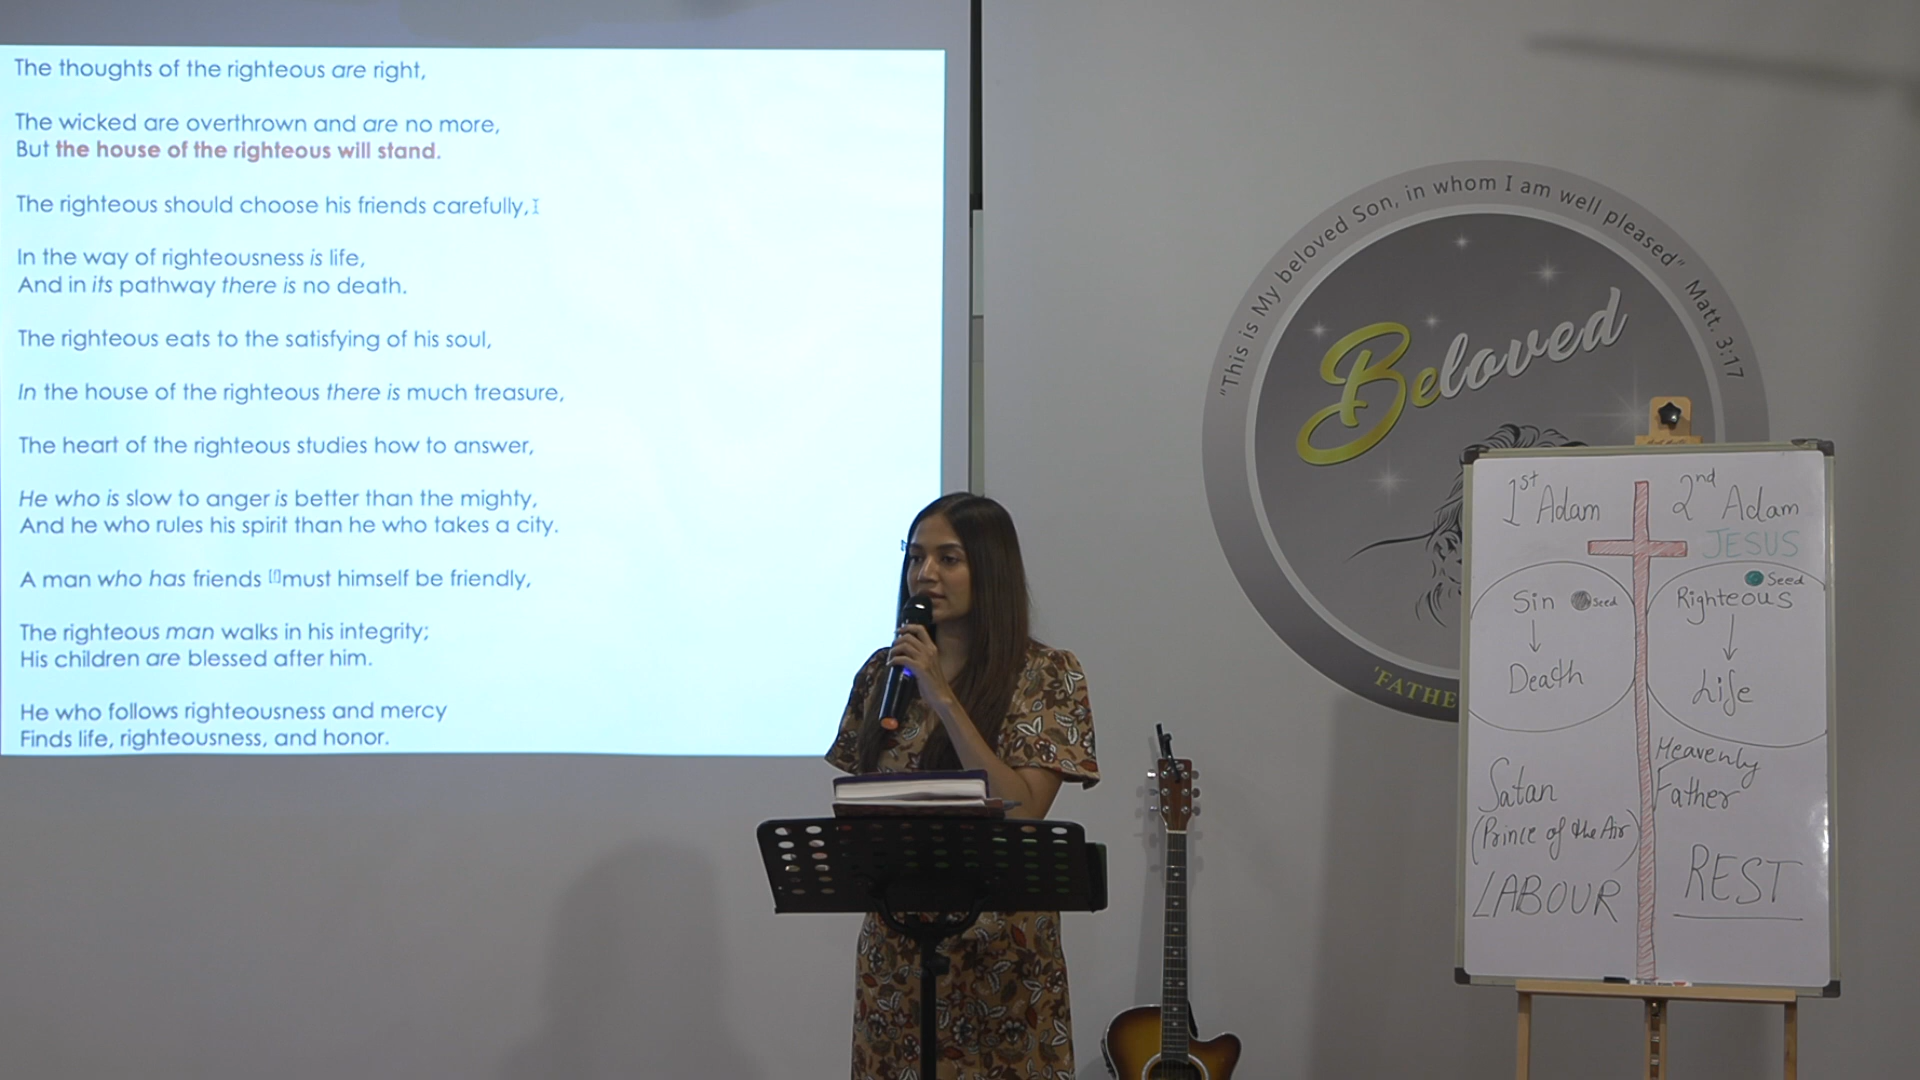 The thoughts of the righteous are right,
The wicked are overthrown and are no more,
But the house of the righteous will stand.
The righteous should choose his friends carefully,
In the way of righteousness is life,
And in its pathway there is no death.
The righteous eats to the satisfying of his soul,
In the house of the righteous there is much treasure,
The heart of the righteous studies how to answer,
He who is slow to anger is better than the mighty,
And he who rules his spirit than he who takes a city.
A man who has friends [f]must himself be friendly,
The righteous man walks in his integrity;
His children are blessed after him.
He who follows righteousness and mercy
Finds life, righteousness, and honor.
"This is My beloved Son, in whom I am well pleased" Matt. 3:17
Beloved
1st Adam
2nd Adam
JESUS
Sin
Seed
Death
Seed
Righteous
Life
Satan
(Prince of the Air)
LABOUR
Heavenly
Father
REST